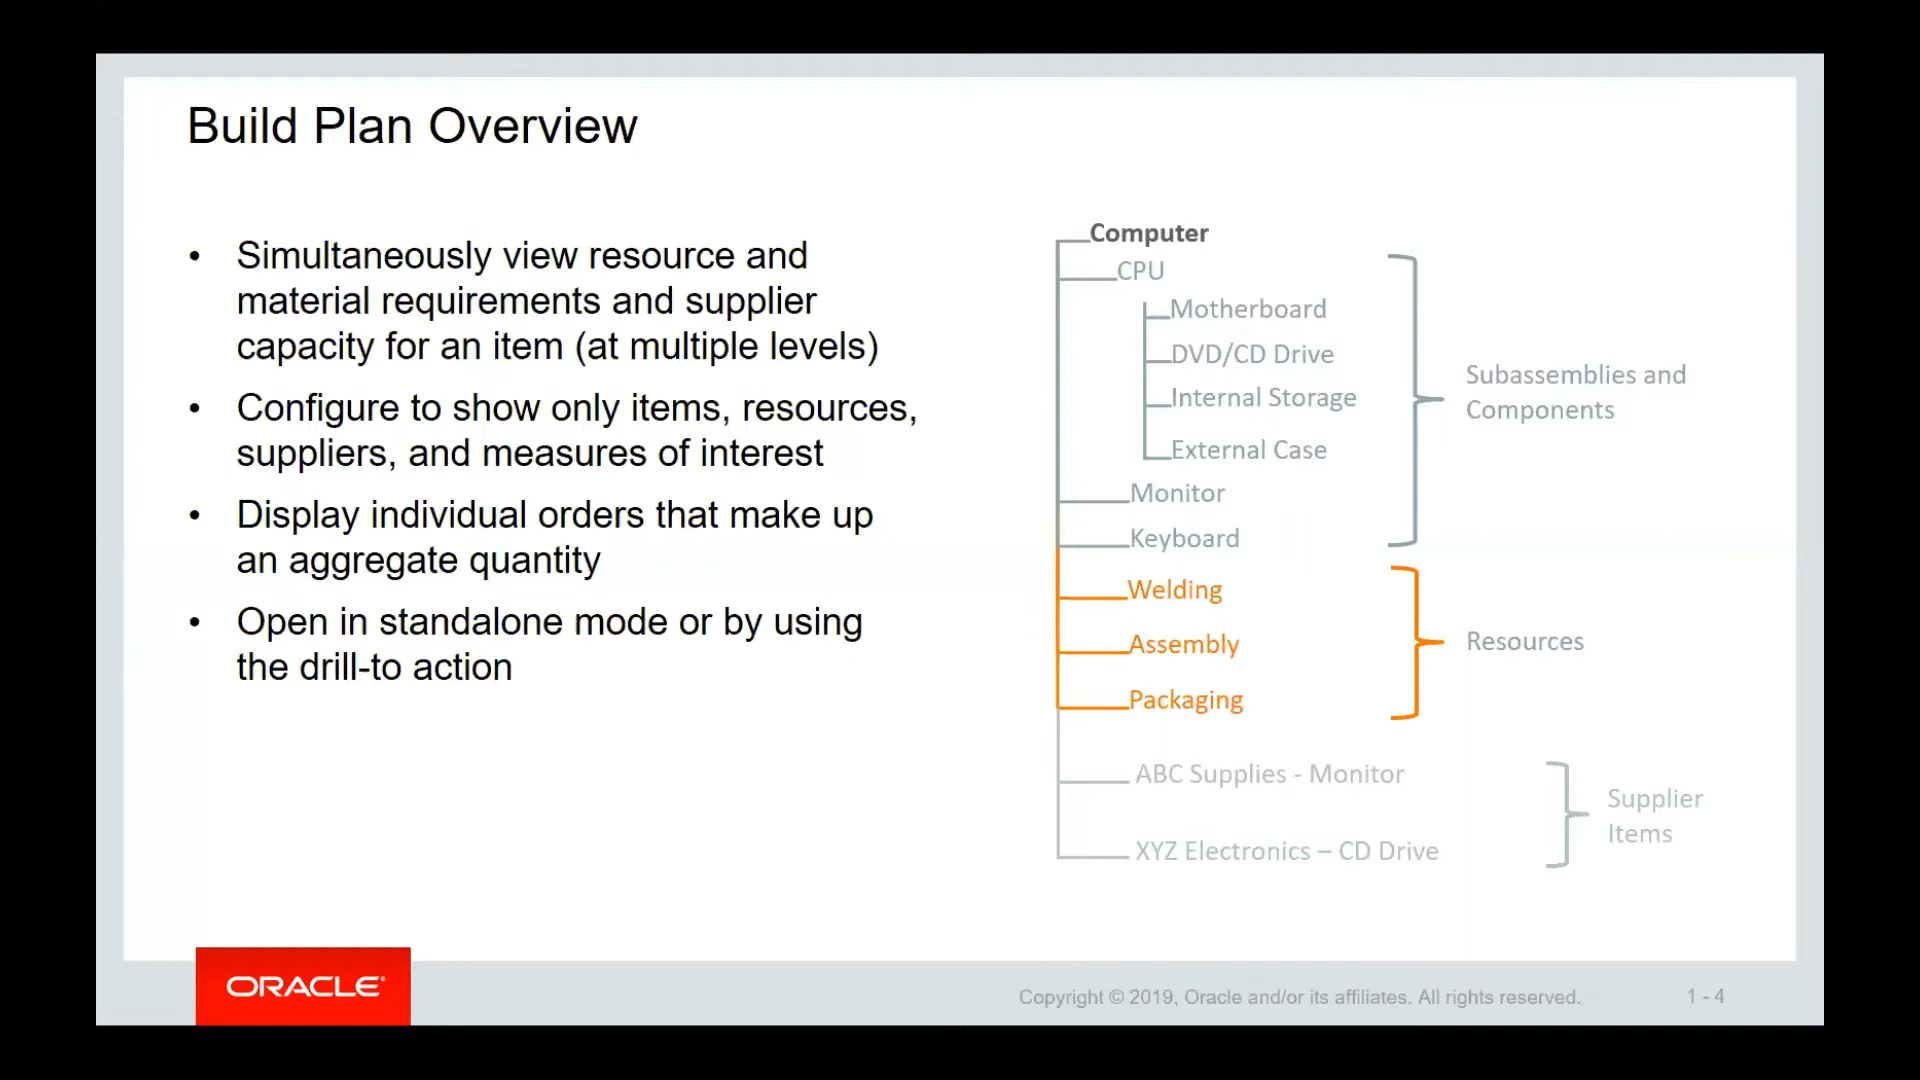 Build Plan Overview
• Simultaneously view resource and
material requirements and supplier
capacity for an item (at multiple levels)
• Configure to show only items, resources,
suppliers, and measures of interest
• Display individual orders that make up
an aggregate quantity
• Open in standalone mode or by using
the drill-to action
Computer
CPU
Motherboard
DVD/CD Drive
Internal Storage
External Case
Monitor
Keyboard
Subassemblies and
Components
Welding
Assembly
Packaging
Resources
ABC Supplies - Monitor
XYZ Electronics – CD Drive
Supplier
Items
ORACLE®
Copyright © 2019, Oracle and/or its affiliates. All rights reserved.
1 - 4